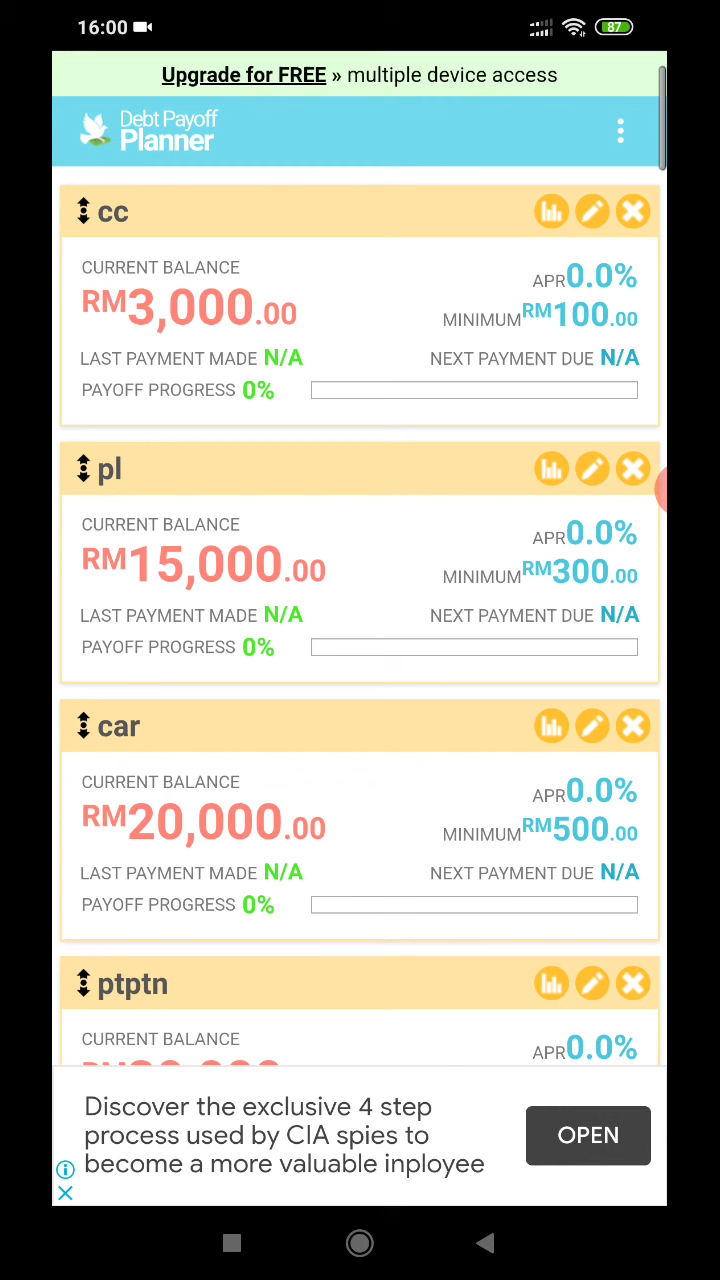 16:00
87
Upgrade for FREE » multiple device access
Debt Payoff
Planner
cc
CURRENT BALANCE
APR0.0%
RM3,000.00
MINIMUMRM100.00
LAST PAYMENT MADE N/A
NEXT PAYMENT DUE N/A
PAYOFF PROGRESS 0%
pl
CURRENT BALANCE
APR0.0%
RM15,000.00
MINIMUMRM300.00
LAST PAYMENT MADE N/A
NEXT PAYMENT DUE N/A
PAYOFF PROGRESS 0%
car
CURRENT BALANCE
APR0.0%
RM20,000.00
MINIMUMRM500.00
LAST PAYMENT MADE N/A
NEXT PAYMENT DUE N/A
PAYOFF PROGRESS 0%
ptptn
CURRENT BALANCE
APR0.0%
Discover the exclusive 4 step
process used by CIA spies to
become a more valuable inployee
OPEN